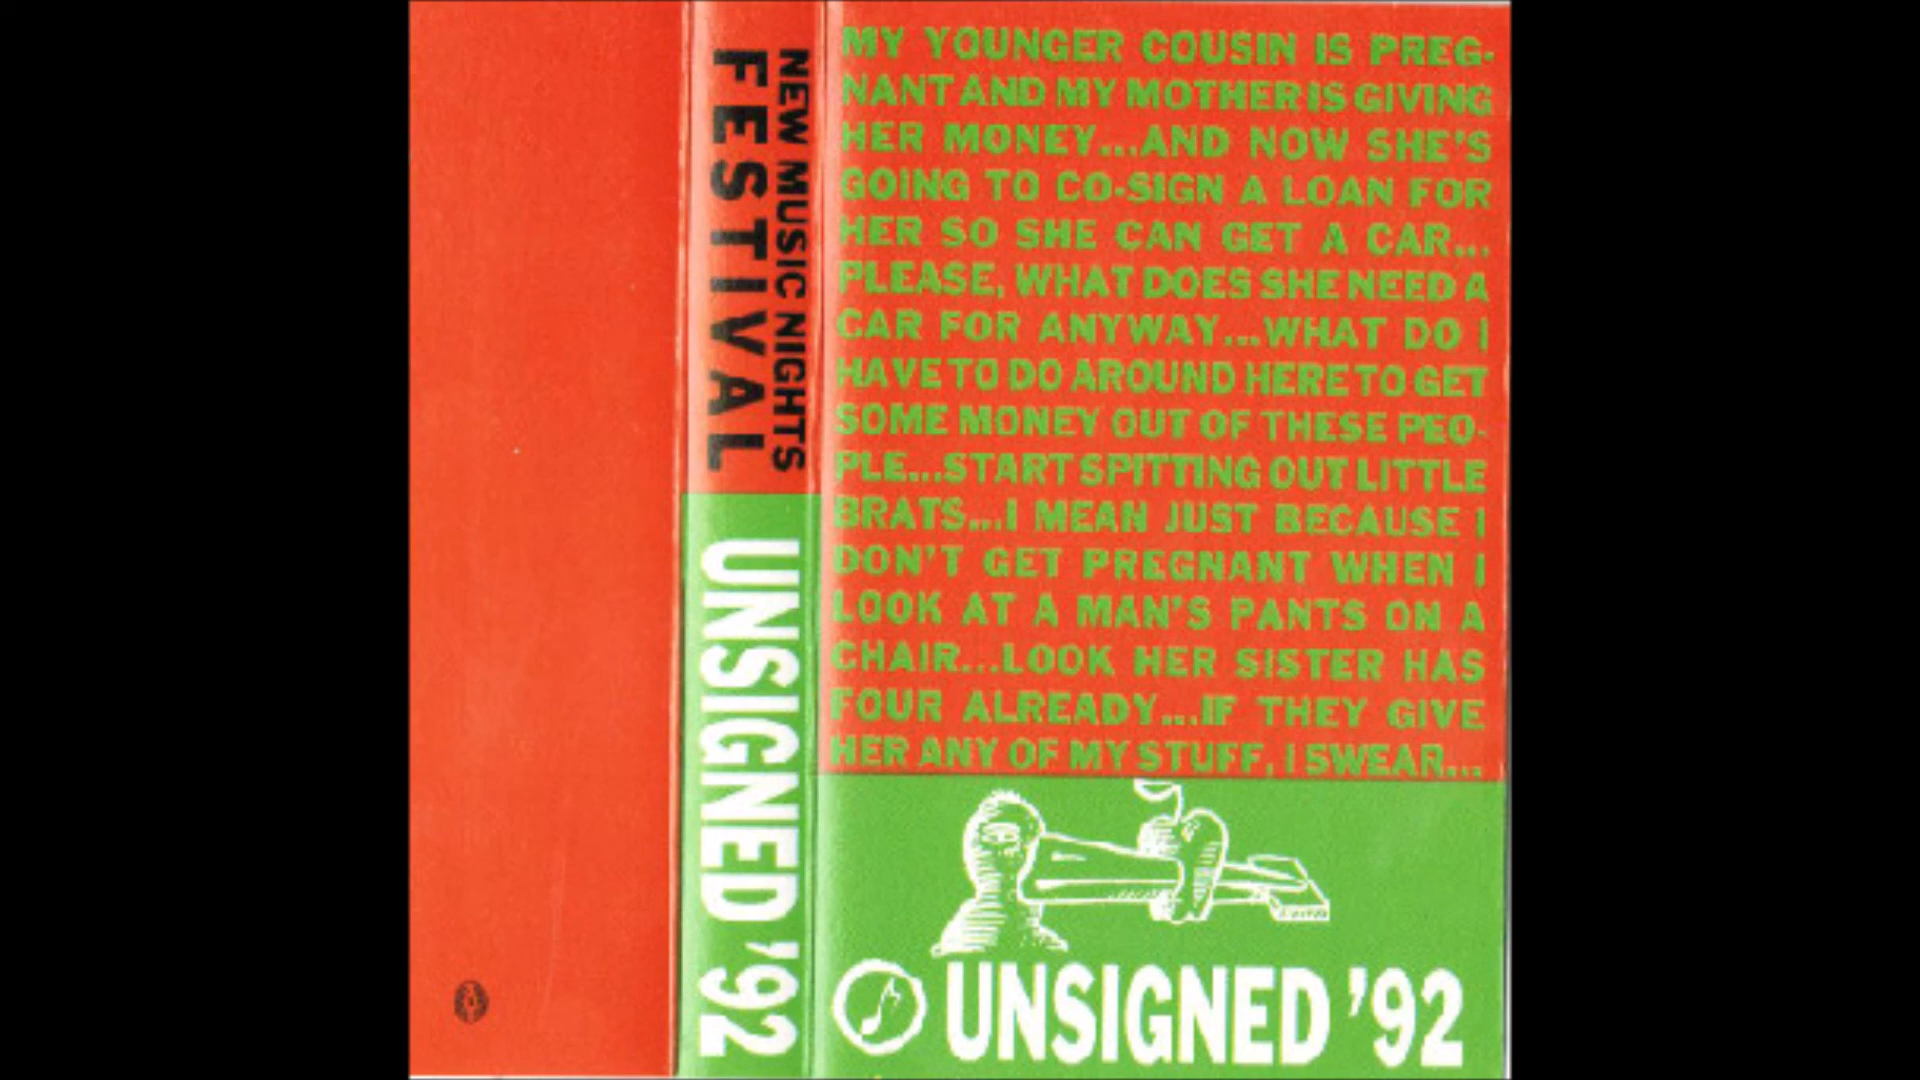 NEW MUSIC NIGHTS
FESTIVAL
UNSIGNED '92
MY YOUNGER COUSIN IS PREG-
NANT AND MY MOTHER IS GIVING
HER MONEY...AND NOW SHE'S
GOING TO CO-SIGN A LOAN FOR
HER SO SHE CAN GET A CAR...
PLEASE, WHAT DOES SHE NEED A
CAR FOR ANYWAY...WHAT DO I
HAVE TO DO AROUND HERE TO GET
SOME MONEY OUT OF THESE PEO-
PLE...START SPITTING OUT LITTLE
BRATS...I MEAN JUST BECAUSE I
DON'T GET PREGNANT WHEN I
LOOK AT A MAN'S PANTS ON A
CHAIR...LOOK HER SISTER HAS
FOUR ALREADY...IF THEY GIVE
HER ANY OF MY STUFF, I SWEAR...
UNSIGNED '92